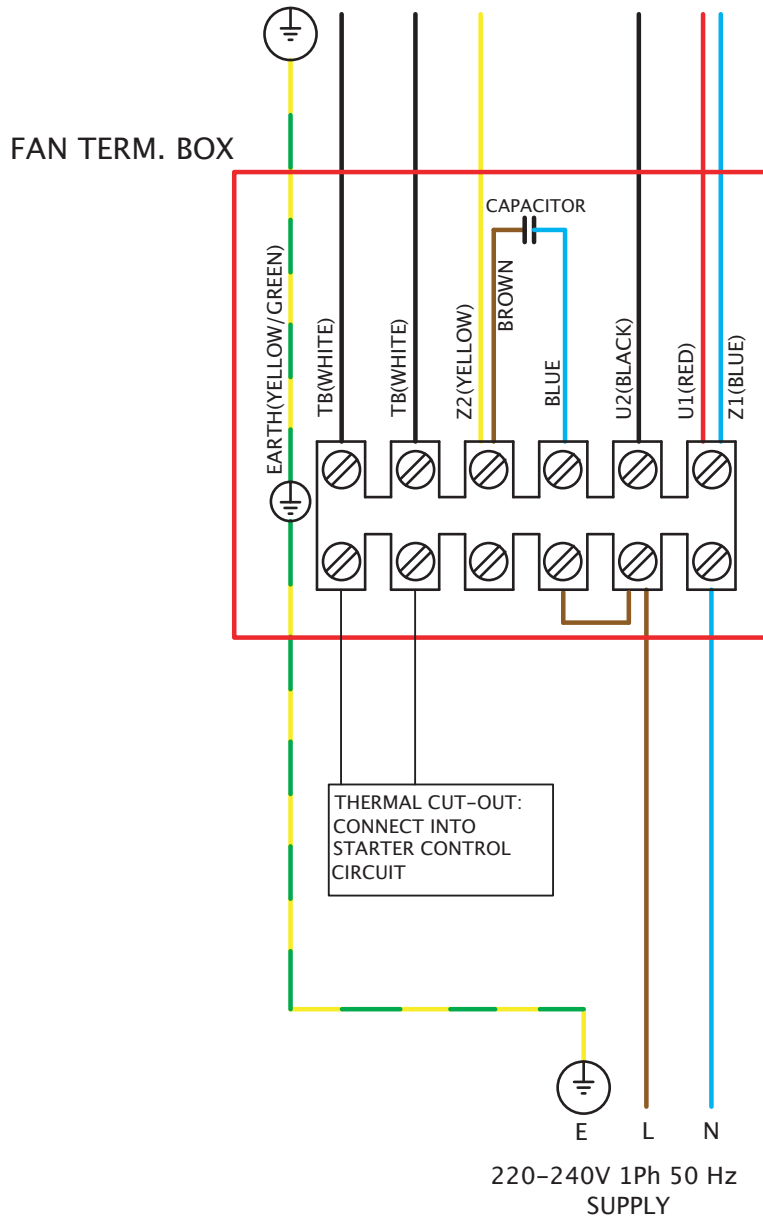 FAN TERM. BOX
CAPACITOR
EARTH(YELLOW/GREEN)
TB(WHITE)
TB(WHITE)
Z2(YELLOW)
BROWN
BLUE
U2(BLACK)
U1(RED)
Z1(BLUE)
THERMAL CUT-OUT:
CONNECT INTO
STARTER CONTROL
CIRCUIT
E L N
220-240V 1Ph 50 Hz
SUPPLY